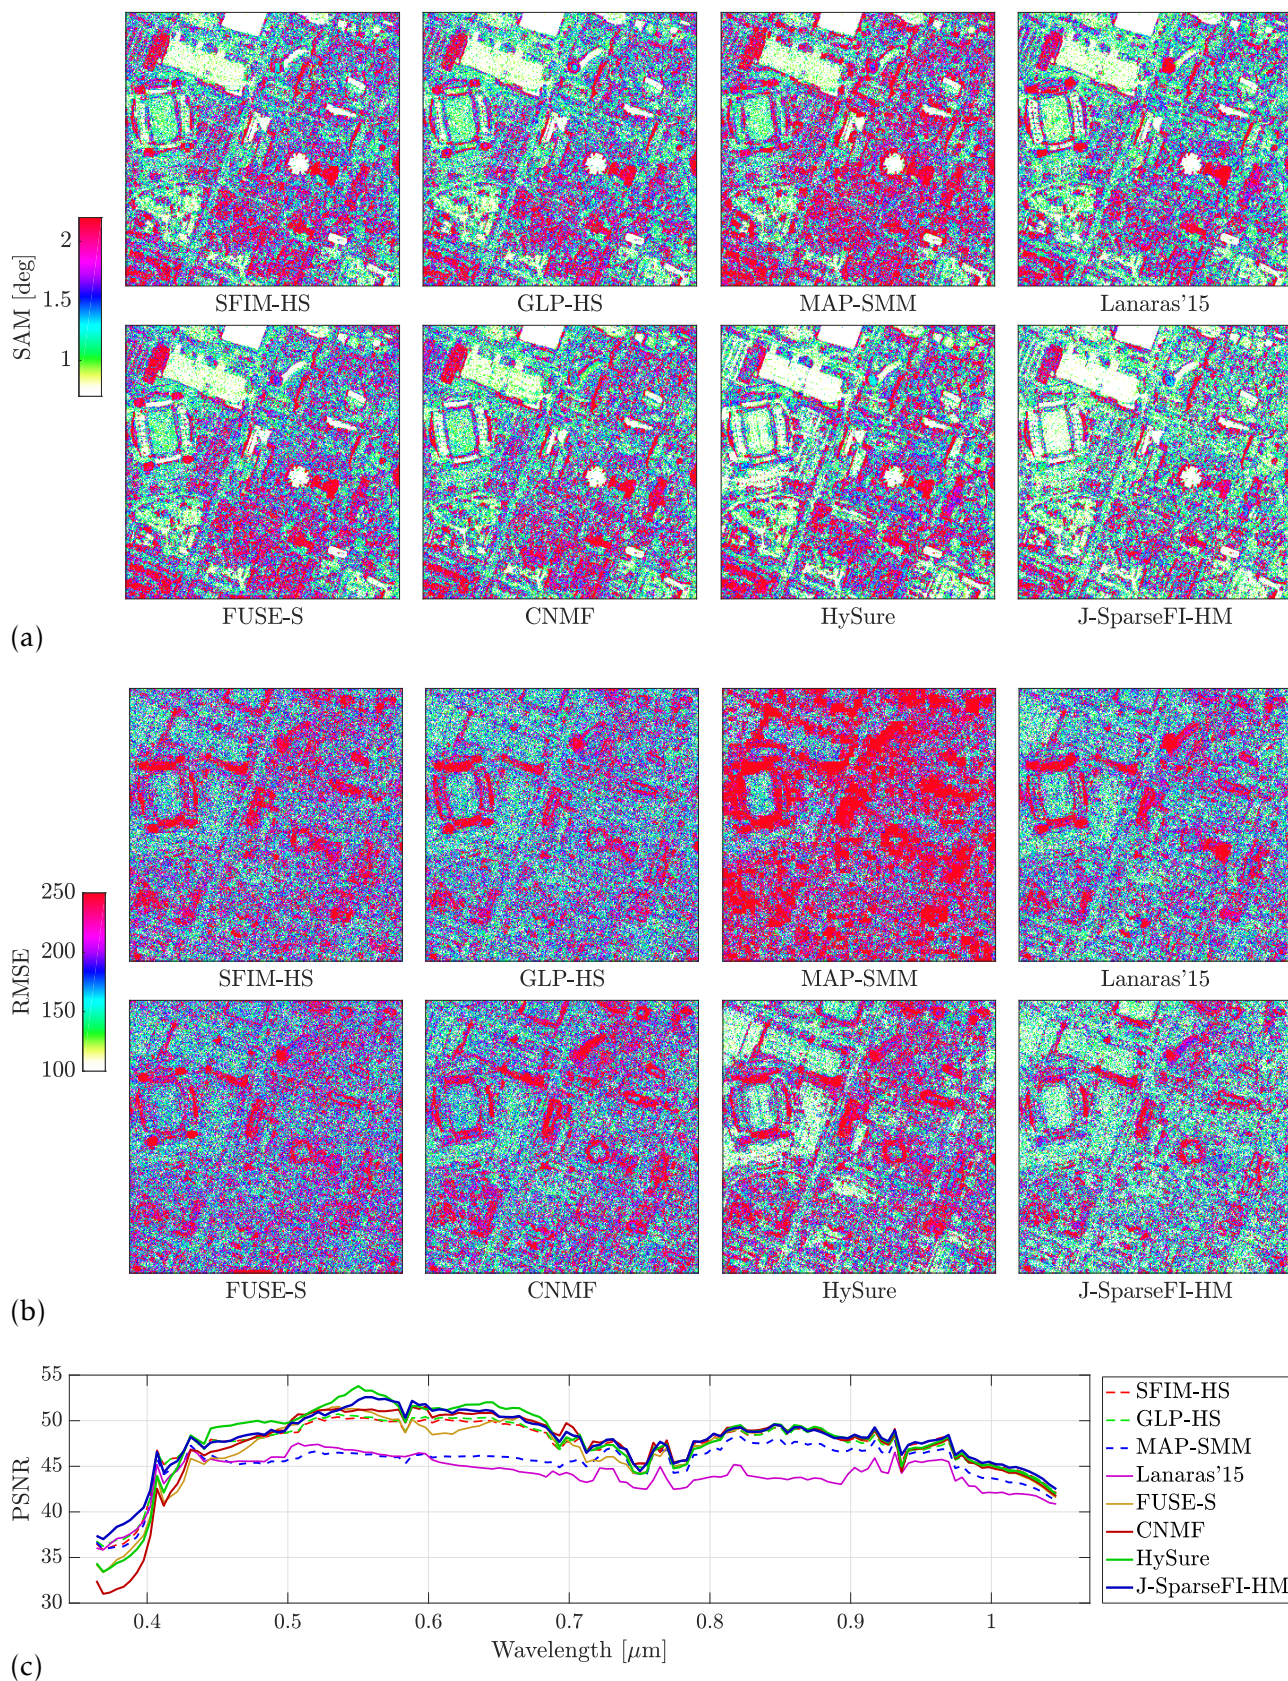 SFIM-HS GLP-HS MAP-SMM Lanaras'15
SAM [deg]
2
1.5
1
FUSE-S CNMF HySure J-SparseFI-HM
(a)
SFIM-HS GLP-HS MAP-SMM Lanaras'15
RMSE
250
200
150
100
FUSE-S CNMF HySure J-SparseFI-HM
(b)
PSNR
55
50
45
40
35
30
0.4 0.5 0.6 0.7 0.8 0.9 1
Wavelength [μm]
SFIM-HS
GLP-HS
MAP-SMM
Lanaras'15
FUSE-S
CNMF
HySure
J-SparseFI-HM
(c)